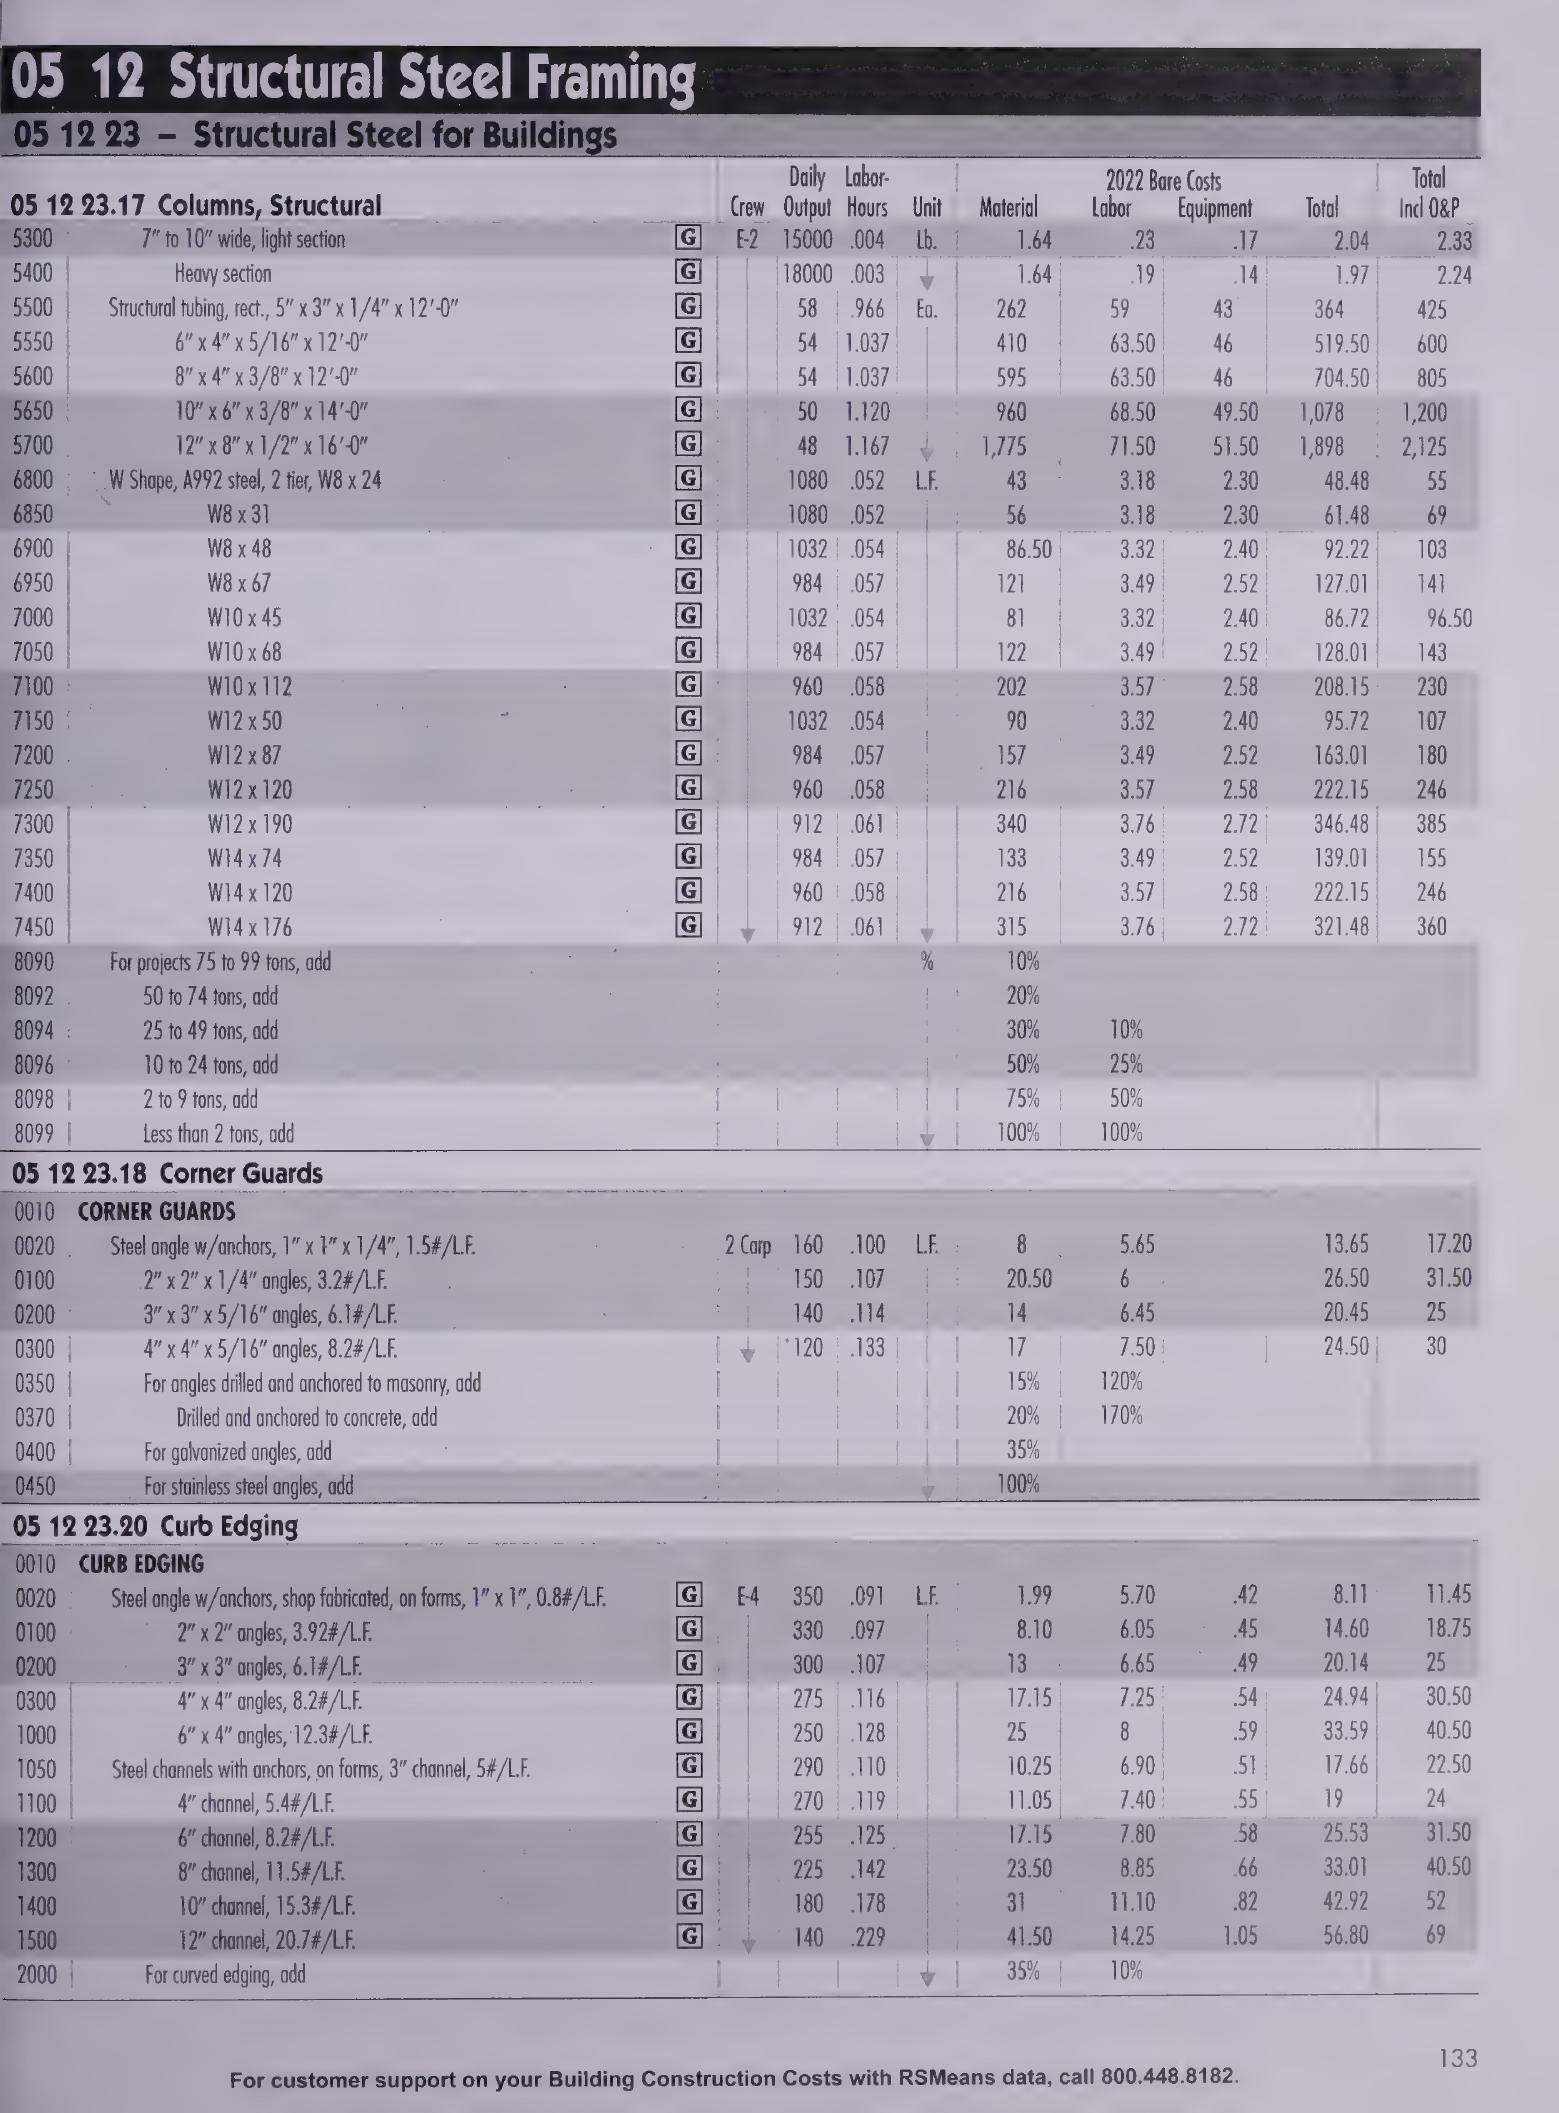 05 12 Structural Steel Framing
05 12 23 – Structural Steel for Buildings
Daily Labor- 2022 Bare Costs Total
05 12 23.17 Columns, Structural Crew Output Hours Unit Material Labor Equipment Total Incl O&P
5300 7" to 10" wide, light section G E-2 15000 .004 Lb. 1.64 .23 .17 2.04 2.33
5400 Heavy section G 18000 .003 1.64 .19 .14 1.97 2.24
5500 Structural tubing, rect., 5" x 3" x 1/4" x 12'-0" G 58 .966 Ea. 262 59 43 364 425
5550 6" x 4" x 5/16" x 12'-0" G 54 1.037 410 63.50 46 519.50 600
5600 8" x 4" x 3/8" x 12'-0" G 54 1.037 595 63.50 46 704.50 805
5650 10" x 6" x 3/8" x 14'-0" G 50 1.120 960 68.50 49.50 1,078 1,200
5700 12" x 8" x 1/2" x 16'-0" G 48 1.167 1,775 71.50 51.50 1,898 2,125
6800 W Shape, A992 steel, 2 tier, W8 x 24 G 1080 .052 L.F. 43 3.18 2.30 48.48 55
6850 W8 x 31 G 1080 .052 56 3.18 2.30 61.48 69
6900 W8 x 48 G 1032 .054 86.50 3.32 2.40 92.22 103
6950 W8 x 67 G 984 .057 121 3.49 2.52 127.01 141
7000 W10 x 45 G 1032 .054 81 3.32 2.40 86.72 96.50
7050 W10 x 68 G 984 .057 122 3.49 2.52 128.01 143
7100 W10 x 112 G 960 .058 202 3.57 2.58 208.15 230
7150 W12 x 50 G 1032 .054 90 3.32 2.40 95.72 107
7200 W12 x 87 G 984 .057 157 3.49 2.52 163.01 180
7250 W12 x 120 G 960 .058 216 3.57 2.58 222.15 246
7300 W12 x 190 G 912 .061 340 3.76 2.72 346.48 385
7350 W14 x 74 G 984 .057 133 3.49 2.52 139.01 155
7400 W14 x 120 G 960 .058 216 3.57 2.58 222.15 246
7450 W14 x 176 G 912 .061 315 3.76 2.72 321.48 360
8090 For projects 75 to 99 tons, add % 10%
8092 50 to 74 tons, add 20%
8094 25 to 49 tons, add 30% 10%
8096 10 to 24 tons, add 50% 25%
8098 2 to 9 tons, add 75% 50%
8099 Less than 2 tons, add 100% 100%
05 12 23.18 Corner Guards
0010 CORNER GUARDS
0020 Steel angle w/anchors, 1" x 1" x 1/4", 1.5#/L.F. 2 Carp 160 .100 L.F. 8 5.65 13.65 17.20
0100 2" x 2" x 1/4" angles, 3.2#/L.F. 150 .107 20.50 6 26.50 31.50
0200 3" x 3" x 5/16" angles, 6.1#/L.F. 140 .114 14 6.45 20.45 25
0300 4" x 4" x 5/16" angles, 8.2#/L.F. 120 .133 17 7.50 24.50 30
0350 For angles drilled and anchored to masonry, add 15% 120%
0370 Drilled and anchored to concrete, add 20% 170%
0400 For galvanized angles, add 35%
0450 For stainless steel angles, add 100%
05 12 23.20 Curb Edging
0010 CURB EDGING
0020 Steel angle w/anchors, shop fabricated, on forms, 1" x 1", 0.8#/L.F. G E-4 350 .091 L.F. 1.99 5.70 .42 8.11 11.45
0100 2" x 2" angles, 3.92#/L.F. G 330 .097 8.10 6.05 .45 14.60 18.75
0200 3" x 3" angles, 6.1#/L.F. G 300 .107 13 6.65 .49 20.14 25
0300 4" x 4" angles, 8.2#/L.F. G 275 .116 17.15 7.25 .54 24.94 30.50
1000 6" x 4" angles, 12.3#/L.F. G 250 .128 25 8 .59 33.59 40.50
1050 Steel channels with anchors, on forms, 3" channel, 5#/L.F. G 290 .110 10.25 6.90 .51 17.66 22.50
1100 4" channel, 5.4#/L.F. G 270 .119 11.05 7.40 .55 19 24
1200 6" channel, 8.2#/L.F. G 255 .125 17.15 7.80 .58 25.53 31.50
1300 8" channel, 11.5#/L.F. G 225 .142 23.50 8.85 .66 33.01 40.50
1400 10" channel, 15.3#/L.F. G 180 .178 31 11.10 .82 42.92 52
1500 12" channel, 20.7#/L.F. G 140 .229 41.50 14.25 1.05 56.80 69
2000 For curved edging, add 35% 10%
133
For customer support on your Building Construction Costs with RSMeans data, call 800.448.8182.